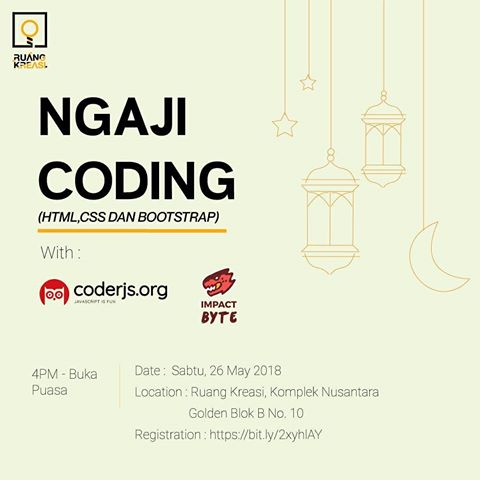 RUANG
KREASI
NGAJI
CODING
(HTML,CSS DAN BOOTSTRAP)
With :
coderjs.org
JAVASCRIPT IS FUN
IMPACT
BYTE
4PM - Buka
Puasa
Date : Sabtu, 26 May 2018
Location : Ruang Kreasi, Komplek Nusantara
Golden Blok B No. 10
Registration : https://bit.ly/2xyhlAY